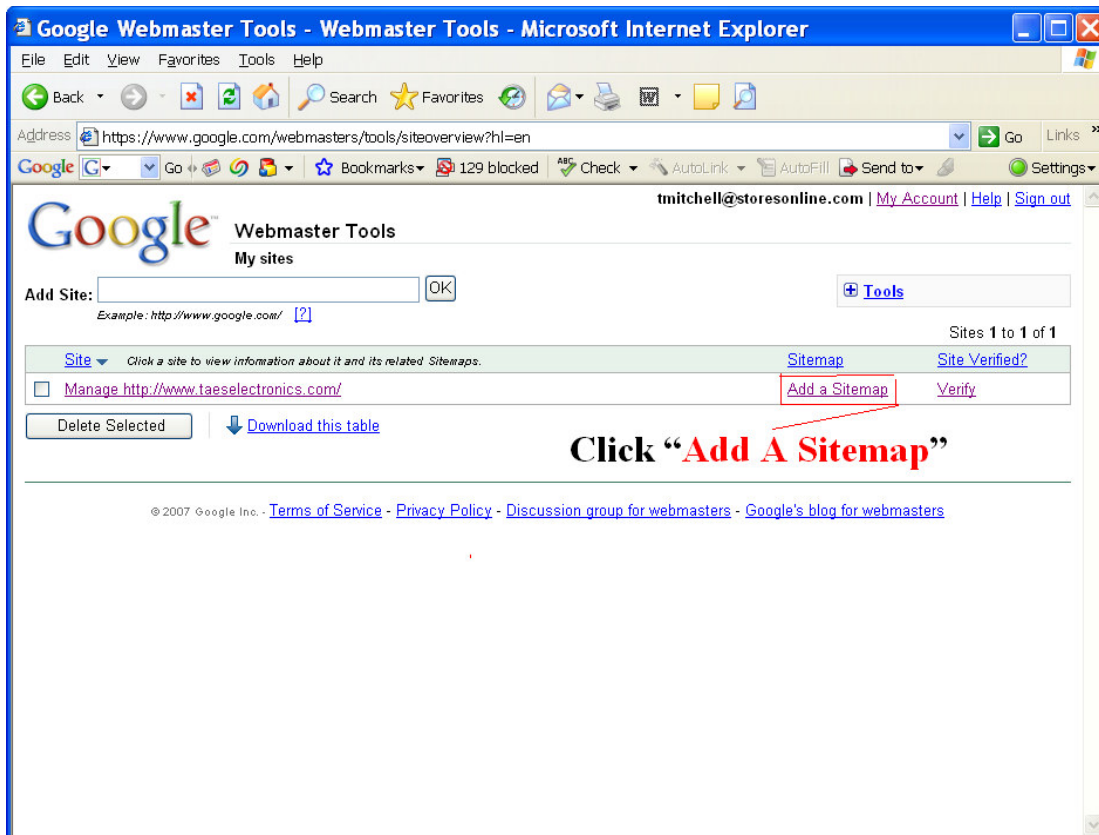 Google Webmaster Tools - Webmaster Tools - Microsoft Internet Explorer
File Edit View Favorites Tools Help
Back Search Favorites
Address https://www.google.com/webmasters/tools/siteoverview?hl=en Go Links »
Google G Go Bookmarks 129 blocked ABC Check AutoLink AutoFill Send to Settings
tmitchell@storesonline.com | My Account | Help | Sign out
Google™ Webmaster Tools
My sites
Add Site: OK
Tools
Example: http://www.google.com/ [?]
Sites 1 to 1 of 1
Site Click a site to view information about it and its related Sitemaps. Sitemap Site Verified?
Manage http://www.taeselectronics.com/ Add a Sitemap Verify
Delete Selected Download this table
Click “Add A Sitemap”
© 2007 Google Inc. - Terms of Service - Privacy Policy - Discussion group for webmasters - Google's blog for webmasters